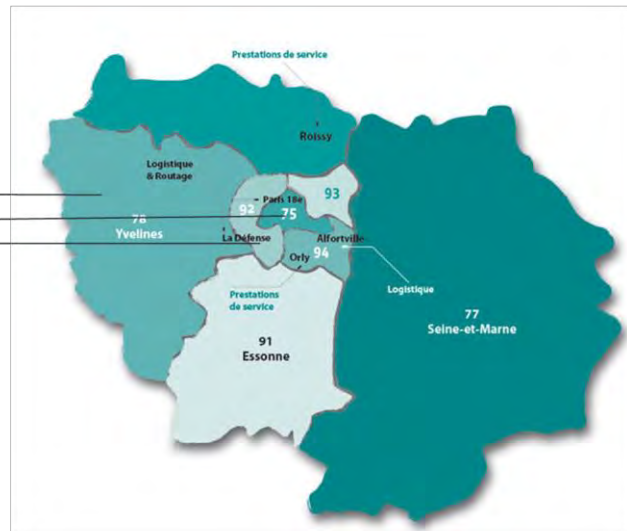 Prestations de service
Roissy
Logistique
& Routage
93
Paris 18e
92
75
78
Yvelines
La Défense
Alfortville
Orly
94
Prestations
de service
Logistique
77
Seine-et-Marne
91
Essonne